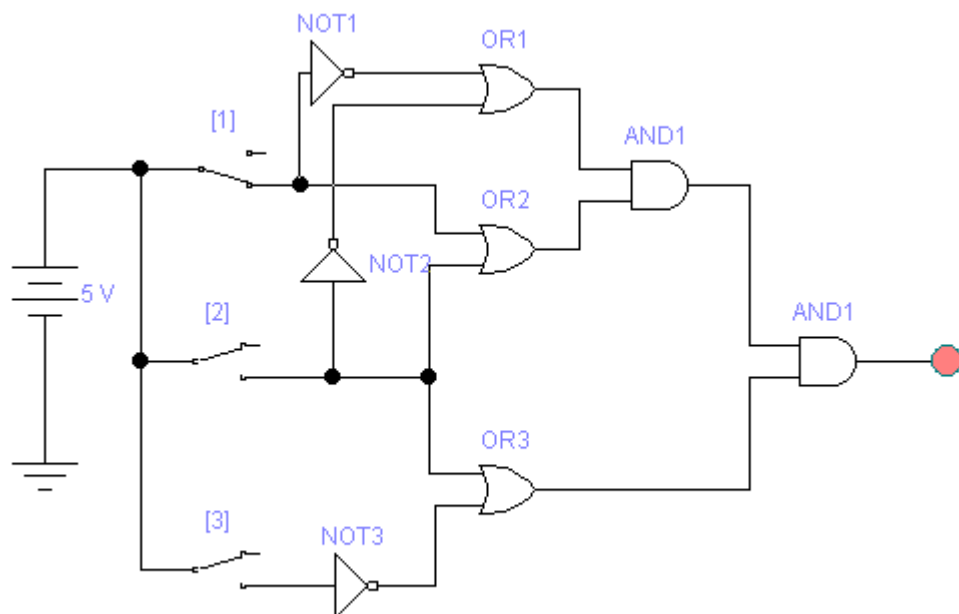 NOT1
OR1
[1]
AND1
OR2
NOT2
5 V
[2]
AND1
OR3
[3]
NOT3